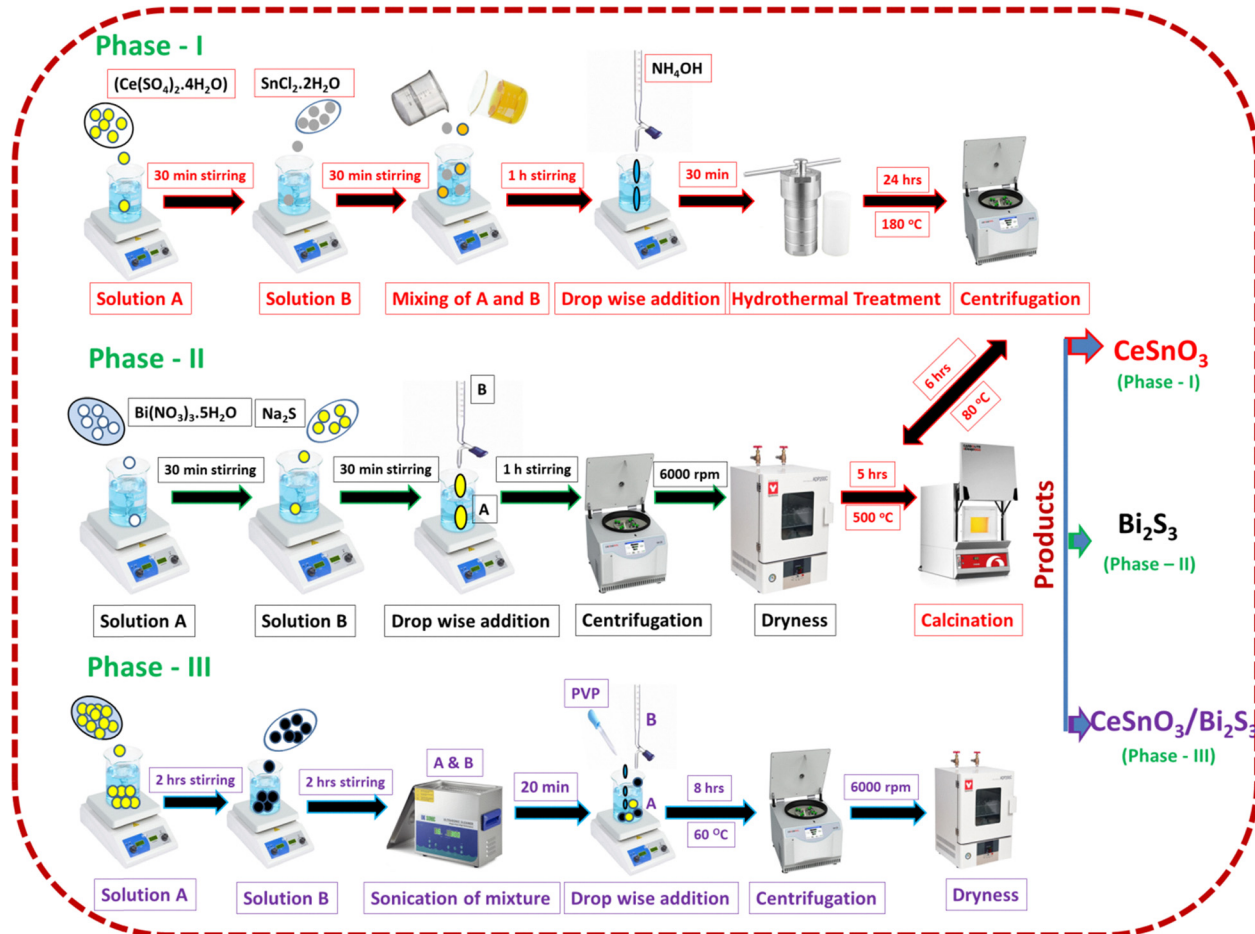 Phase - I
(Ce(SO₄)₂.4H₂O)
SnCl₂.2H₂O
NH₄OH
30 min stirring
30 min stirring
1 h stirring
30 min
24 hrs
180 ºC
Solution A
Solution B
Mixing of A and B
Drop wise addition
Hydrothermal Treatment
Centrifugation
6 hrs
80 ºC
Phase - II
Bi(NO₃)₃.5H₂O
Na₂S
B
30 min stirring
30 min stirring
A
1 h stirring
6000 rpm
5 hrs
500 ºC
Solution A
Solution B
Drop wise addition
Centrifugation
Dryness
Calcination
Phase - III
PVP
B
2 hrs stirring
2 hrs stirring
A & B
20 min
A
8 hrs
60 ᴼC
6000 rpm
Solution A
Solution B
Sonication of mixture
Drop wise addition
Centrifugation
Dryness
Products
CeSnO₃
(Phase - I)
Bi₂S₃
(Phase – II)
CeSnO₃/Bi₂S₃
(Phase - III)